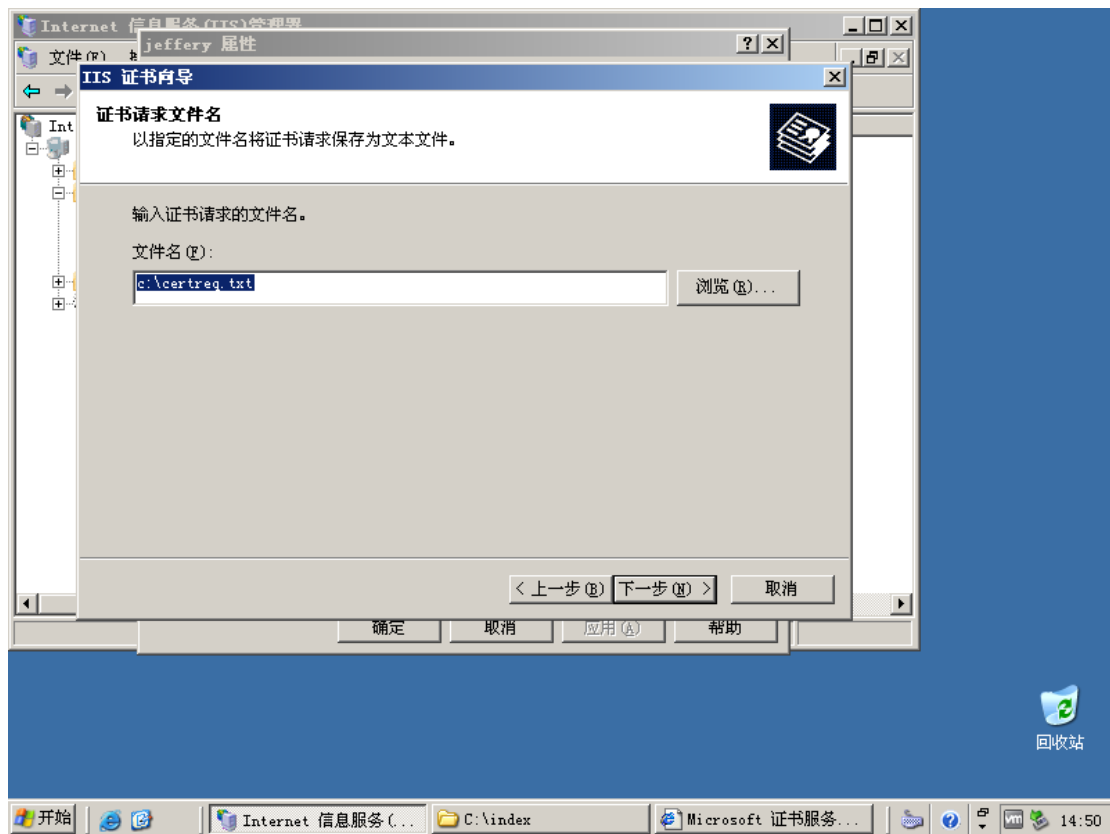 Internet 信息服务(IIS)管理器
jeffery 属性
文件(F)
IIS 证书向导
证书请求文件名
以指定的文件名将证书请求保存为文本文件。
Int
输入证书请求的文件名。
文件名(F):
c:\certreq.txt
浏览(R)...
< 上一步(B)
下一步(N) >
取消
确定
取消
应用(A)
帮助
回收站
开始
Internet 信息服务(...
C:\index
Microsoft 证书服务...
14:50